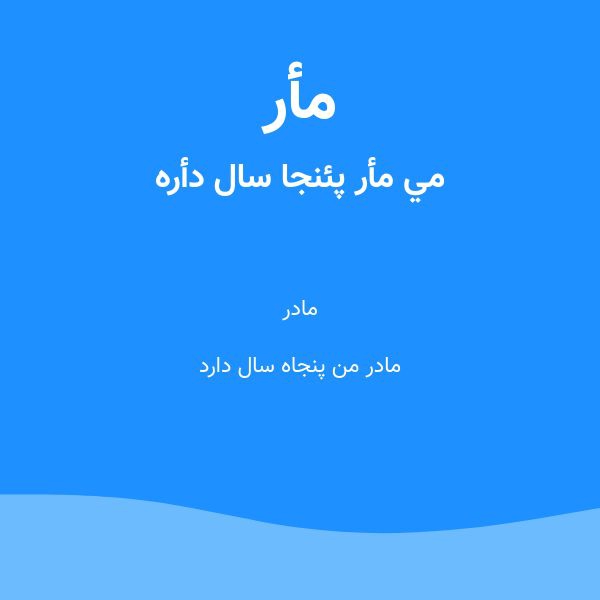 مأر
مي مأر پئنجا سال دأره
مادر
مادر من پنجاه سال دارد